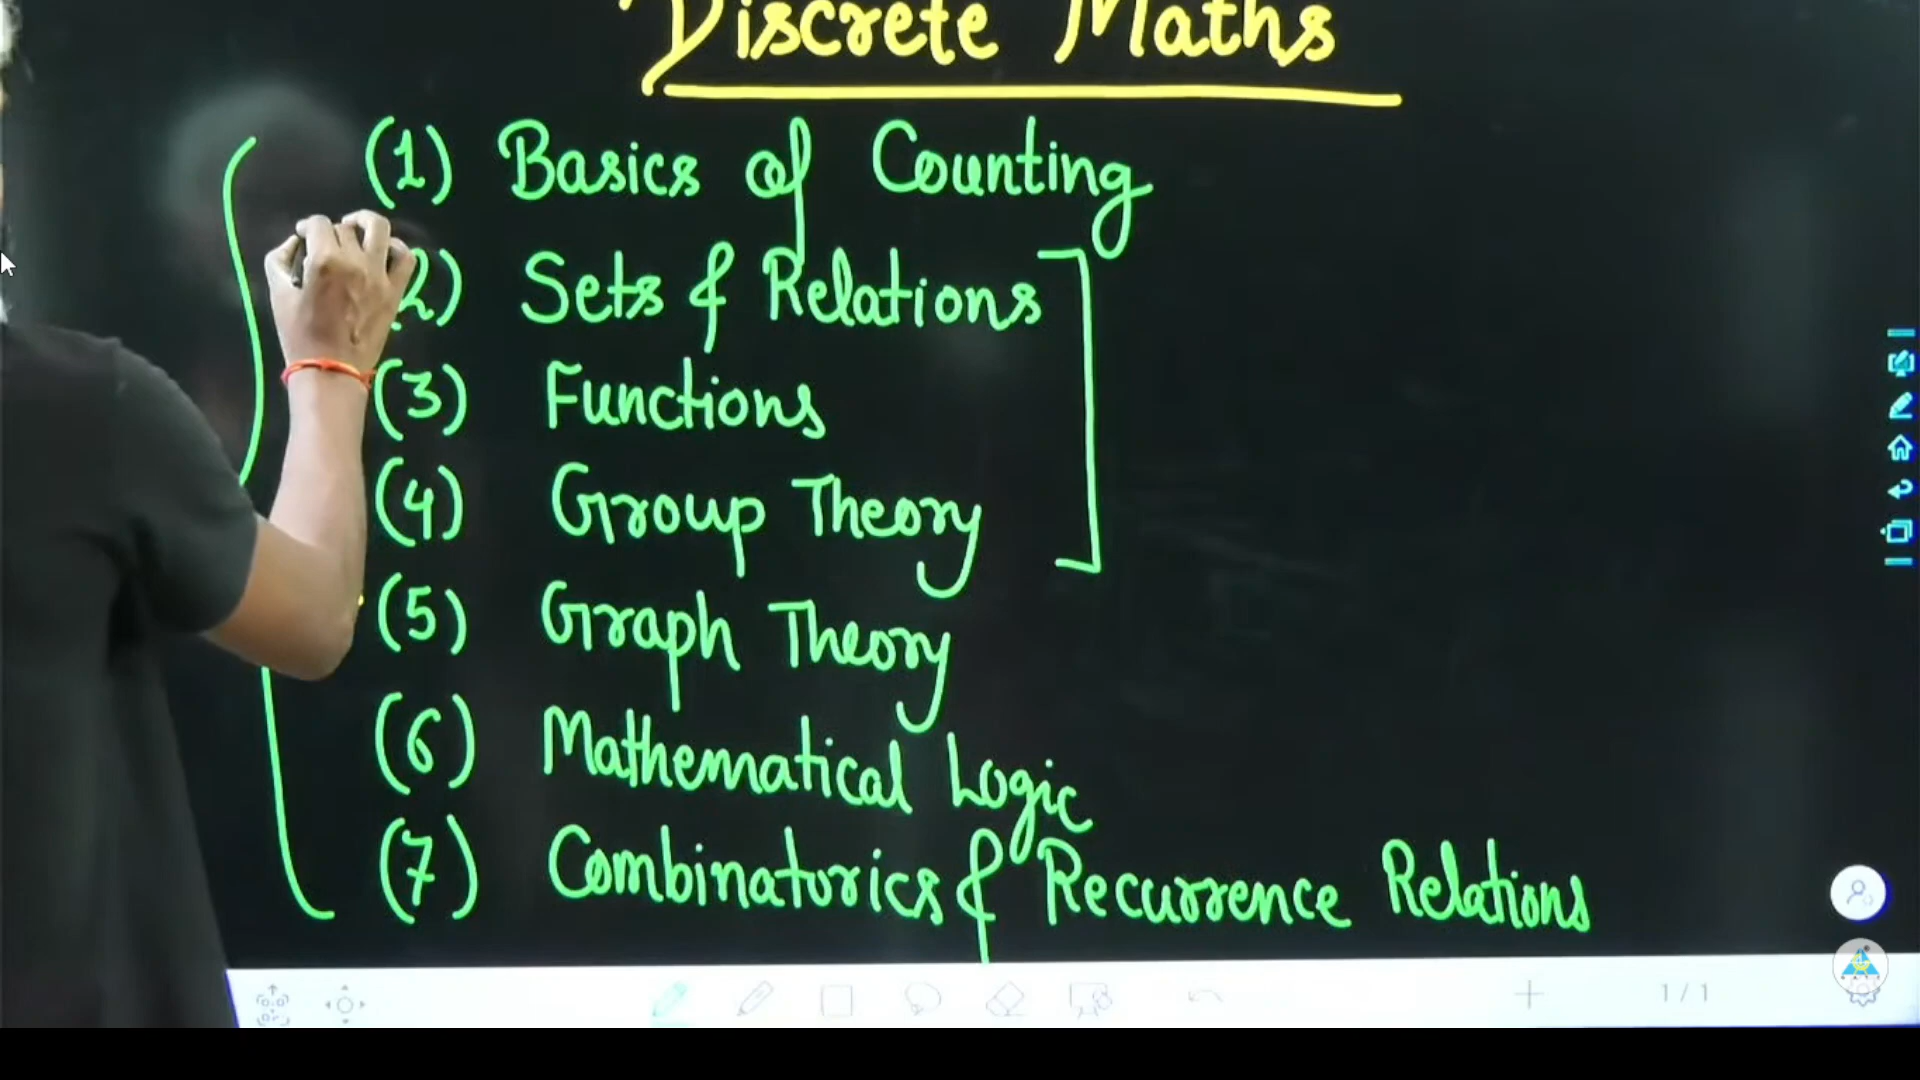 Discrete Maths
(1) Basics of Counting
(2) Sets & Relations
(3) Functions
(4) Group Theory
(5) Graph Theory
(6) Mathematical Logic
(7) Combinatorics & Recurrence Relations
1/1